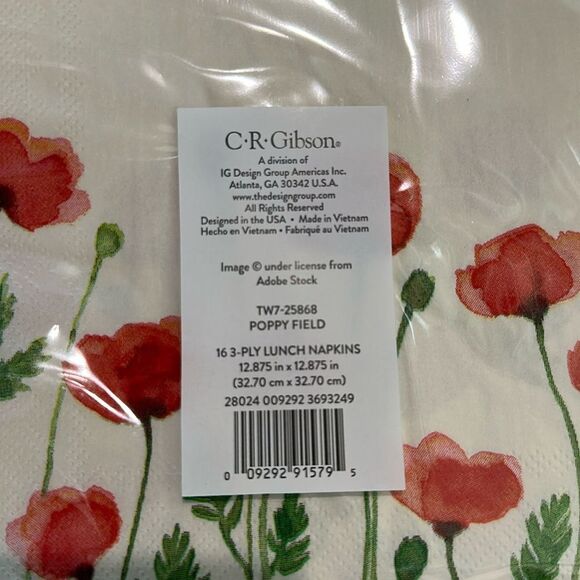 C·R·Gibson®
A division of
IG Design Group Americas Inc.
Atlanta, GA 30342 U.S.A.
www.thedesigngroup.com
All Rights Reserved
Designed in the USA • Made in Vietnam
Hecho en Vietnam • Fabriqué au Vietnam
Image © under license from
Adobe Stock
TW7-25868
POPPY FIELD
16 3-PLY LUNCH NAPKINS
12.875 in x 12.875 in
(32.70 cm x 32.70 cm)
28024 009292 3693249
0 09292 91579 5